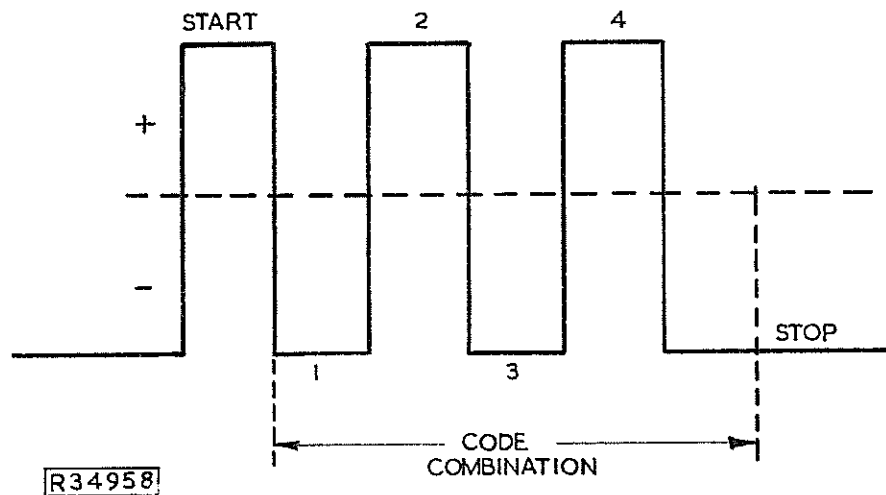 START
2
4
+
-
STOP
1
3
CODE
COMBINATION
R34958